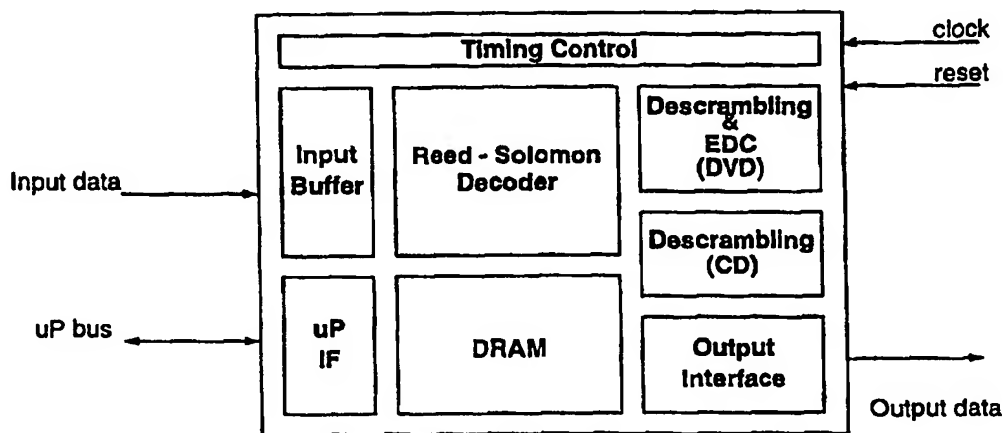 Timing Control
clock
reset
Input data
Input
Buffer
Reed - Solomon
Decoder
Descrambling
&
EDC
(DVD)
Descrambling
(CD)
uP bus
uP
IF
DRAM
Output
Interface
Output data